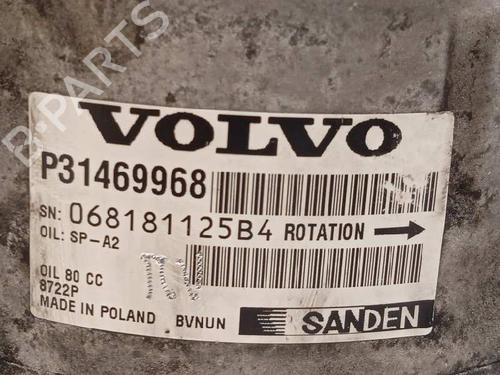 VOLVO
P31469968
SN: 068181125B4 ROTATION
OIL: SP-A2
OIL 80 CC
8722P
MADE IN POLAND BVNUN SANDEN
B-PARTS